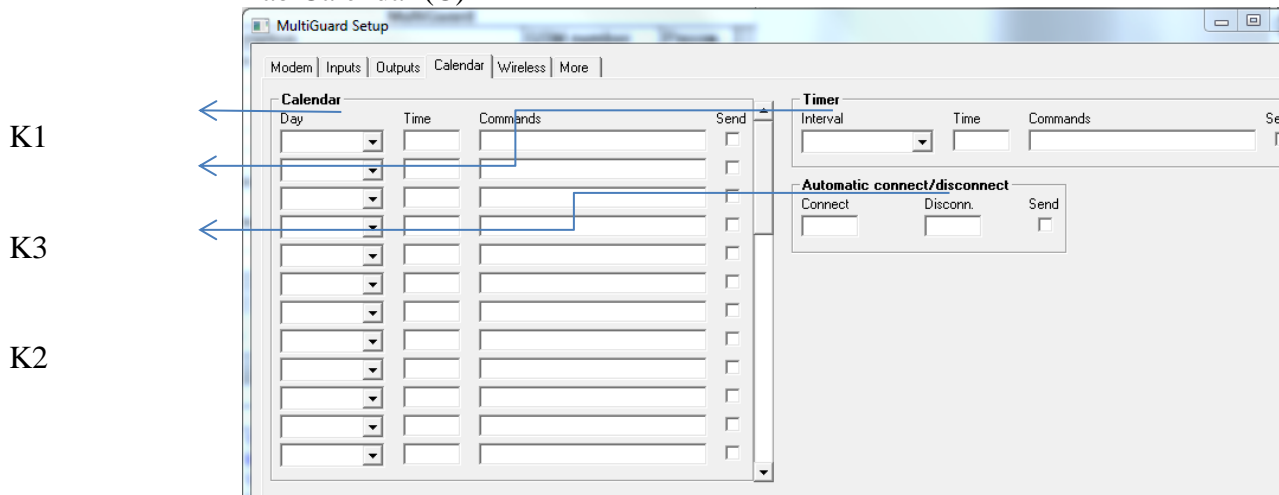 MultiGuard Setup
Modem Inputs Outputs Calendar Wireless More
Calendar
Day Time Commands Send
Timer
Interval Time Commands
Automatic connect/disconnect
Connect Disconn. Send
K1
K3
K2